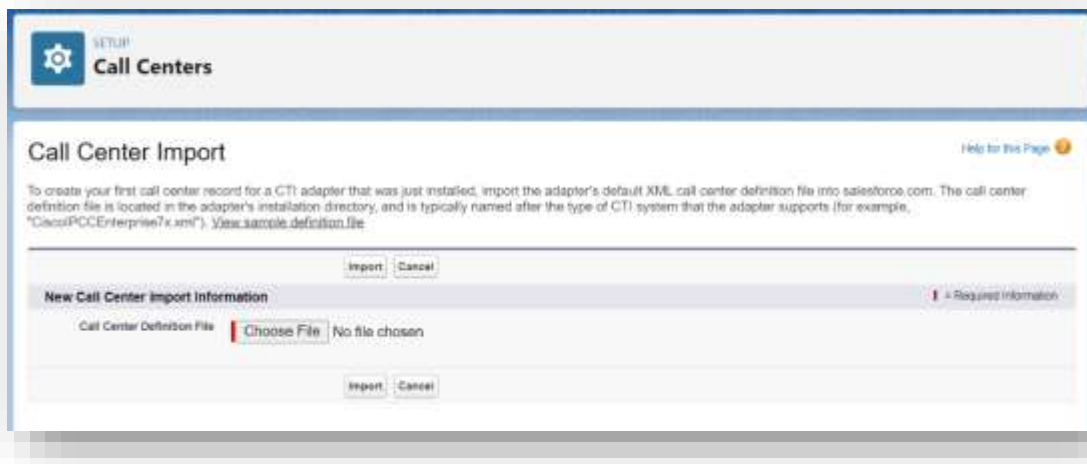 SETUP
Call Centers
Call Center Import
Help for this Page
To create your first call center record for a CTI adapter that was just installed, import the adapter's default XML call center definition file into salesforce.com. The call center
definition file is located in the adapter's installation directory, and is typically named after the type of CTI system that the adapter supports (for example,
"CiscoIPCCEnterprise7x.xml"). View sample definition file
Import Cancel
New Call Center Import Information
= Required Information
Call Center Definition File
Choose File No file chosen
Import Cancel